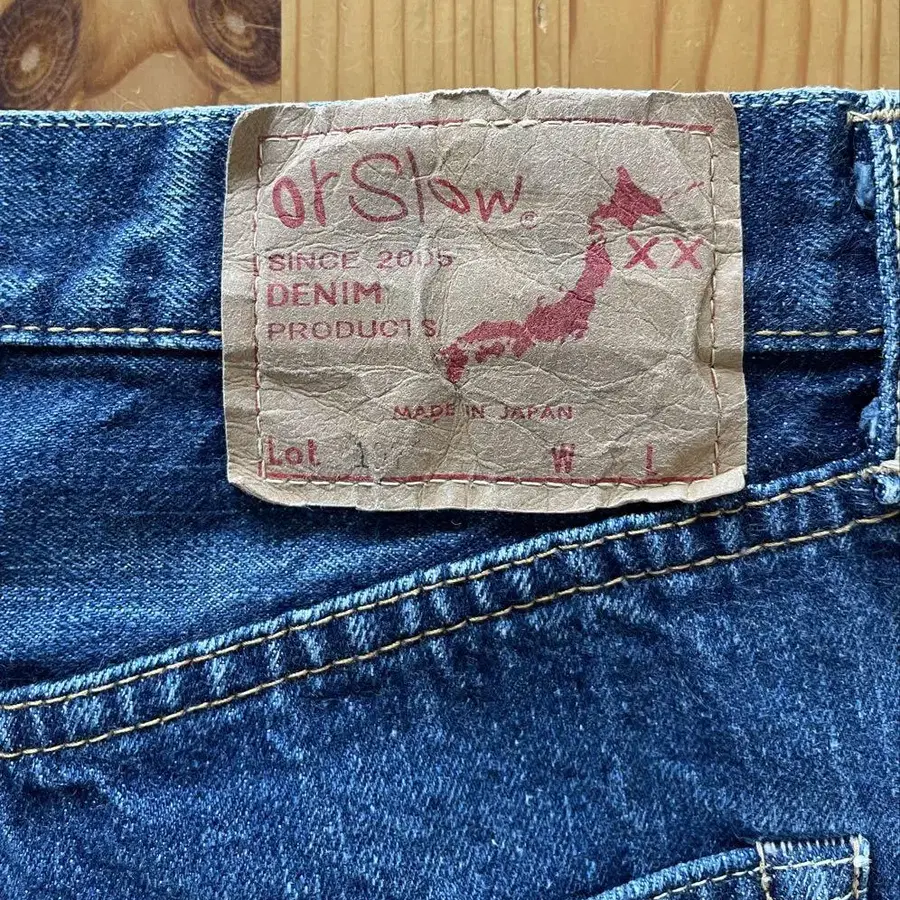 orSlow®
SINCE 2005
DENIM
PRODUCTS
XX
MADE IN JAPAN
Lot W L